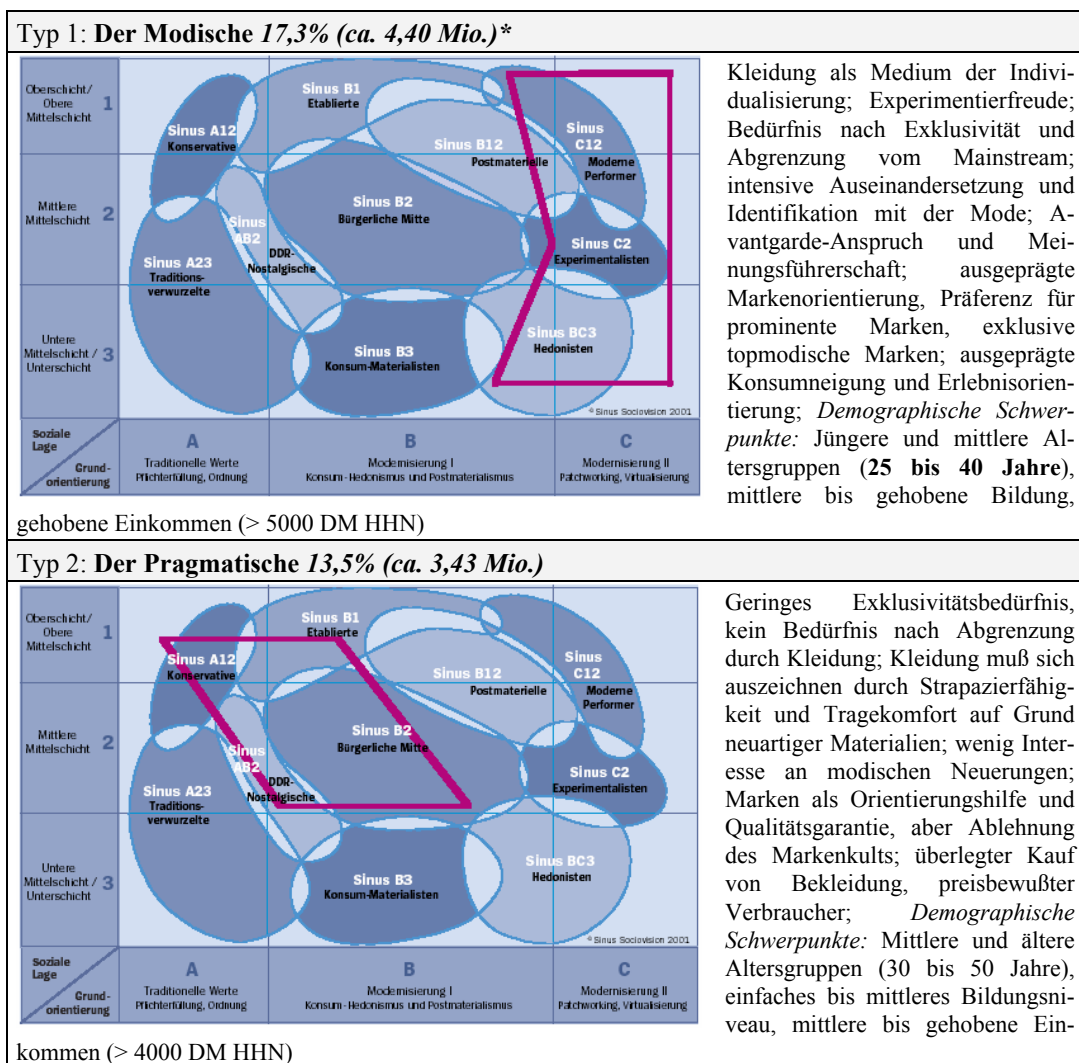 Typ 1: Der Modische 17,3% (ca. 4,40 Mio.)*
Oberschicht/
Obere
Mittelschicht
1
Mittlere
Mittelschicht
2
Untere
Mittelschicht /
Unterschicht
3
Sinus B1
Etablierte
Sinus A12
Konservative
Sinus B12
Postmaterielle
Sinus
C12
Moderne
Performer
Sinus B2
Bürgerliche Mitte
Sinus
AB2
DDR-
Nostalgische
Sinus A23
Traditions-
verwurzelte
Sinus C2
Experimentalisten
Sinus B3
Konsum-Materialisten
Sinus BC3
Hedonisten
© Sinus Sociovision 2001
Soziale
Lage
Grund-
orientierung
A
Traditionelle Werte
Pflichterfüllung, Ordnung
B
Modernisierung I
Konsum-Hedonismus und Postmaterialismus
C
Modernisierung II
Patchworking, Virtualisierung
Kleidung als Medium der Indivi-
dualisierung; Experimentierfreude;
Bedürfnis nach Exklusivität und
Abgrenzung vom Mainstream;
intensive Auseinandersetzung und
Identifikation mit der Mode; A-
vantgarde-Anspruch und Mei-
nungsführerschaft; ausgeprägte
Markenorientierung, Präferenz für
prominente Marken, exklusive
topmodische Marken; ausgeprägte
Konsumneigung und Erlebnisorien-
tierung; Demographische Schwer-
punkte: Jüngere und mittlere Al-
tersgruppen (25 bis 40 Jahre),
mittlere bis gehobene Bildung,
gehobene Einkommen (> 5000 DM HHN)
Typ 2: Der Pragmatische 13,5% (ca. 3,43 Mio.)
Oberschicht/
Obere
Mittelschicht
1
Mittlere
Mittelschicht
2
Untere
Mittelschicht /
Unterschicht
3
Sinus B1
Etablierte
Sinus A12
Konservative
Sinus B12
Postmaterielle
Sinus
C12
Moderne
Performer
Sinus B2
Bürgerliche Mitte
Sinus
AB2
DDR-
Nostalgische
Sinus A23
Traditions-
verwurzelte
Sinus C2
Experimentalisten
Sinus B3
Konsum-Materialisten
Sinus BC3
Hedonisten
© Sinus Sociovision 2001
Soziale
Lage
Grund-
orientierung
A
Traditionelle Werte
Pflichterfüllung, Ordnung
B
Modernisierung I
Konsum-Hedonismus und Postmaterialismus
C
Modernisierung II
Patchworking, Virtualisierung
Geringes Exklusivitätsbedürfnis,
kein Bedürfnis nach Abgrenzung
durch Kleidung; Kleidung muß sich
auszeichnen durch Strapazierfähig-
keit und Tragekomfort auf Grund
neuartiger Materialien; wenig Inter-
esse an modischen Neuerungen;
Marken als Orientierungshilfe und
Qualitätsgarantie, aber Ablehnung
des Markenkults; überlegter Kauf
von Bekleidung, preisbewußter
Verbraucher; Demographische
Schwerpunkte: Mittlere und ältere
Altersgruppen (30 bis 50 Jahre),
einfaches bis mittleres Bildungsni-
veau, mittlere bis gehobene Ein-
kommen (> 4000 DM HHN)